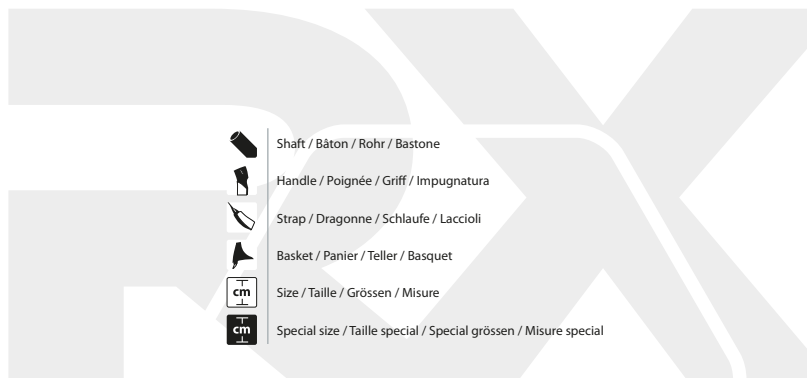 Shaft / Bâton / Rohr / Bastone
Handle / Poignée / Griff / Impugnatura
Strap / Dragonne / Schlaufe / Laccioli
Basket / Panier / Teller / Basquet
cm Size / Taille / Grössen / Misure
cm Special size / Taille special / Special grössen / Misure special